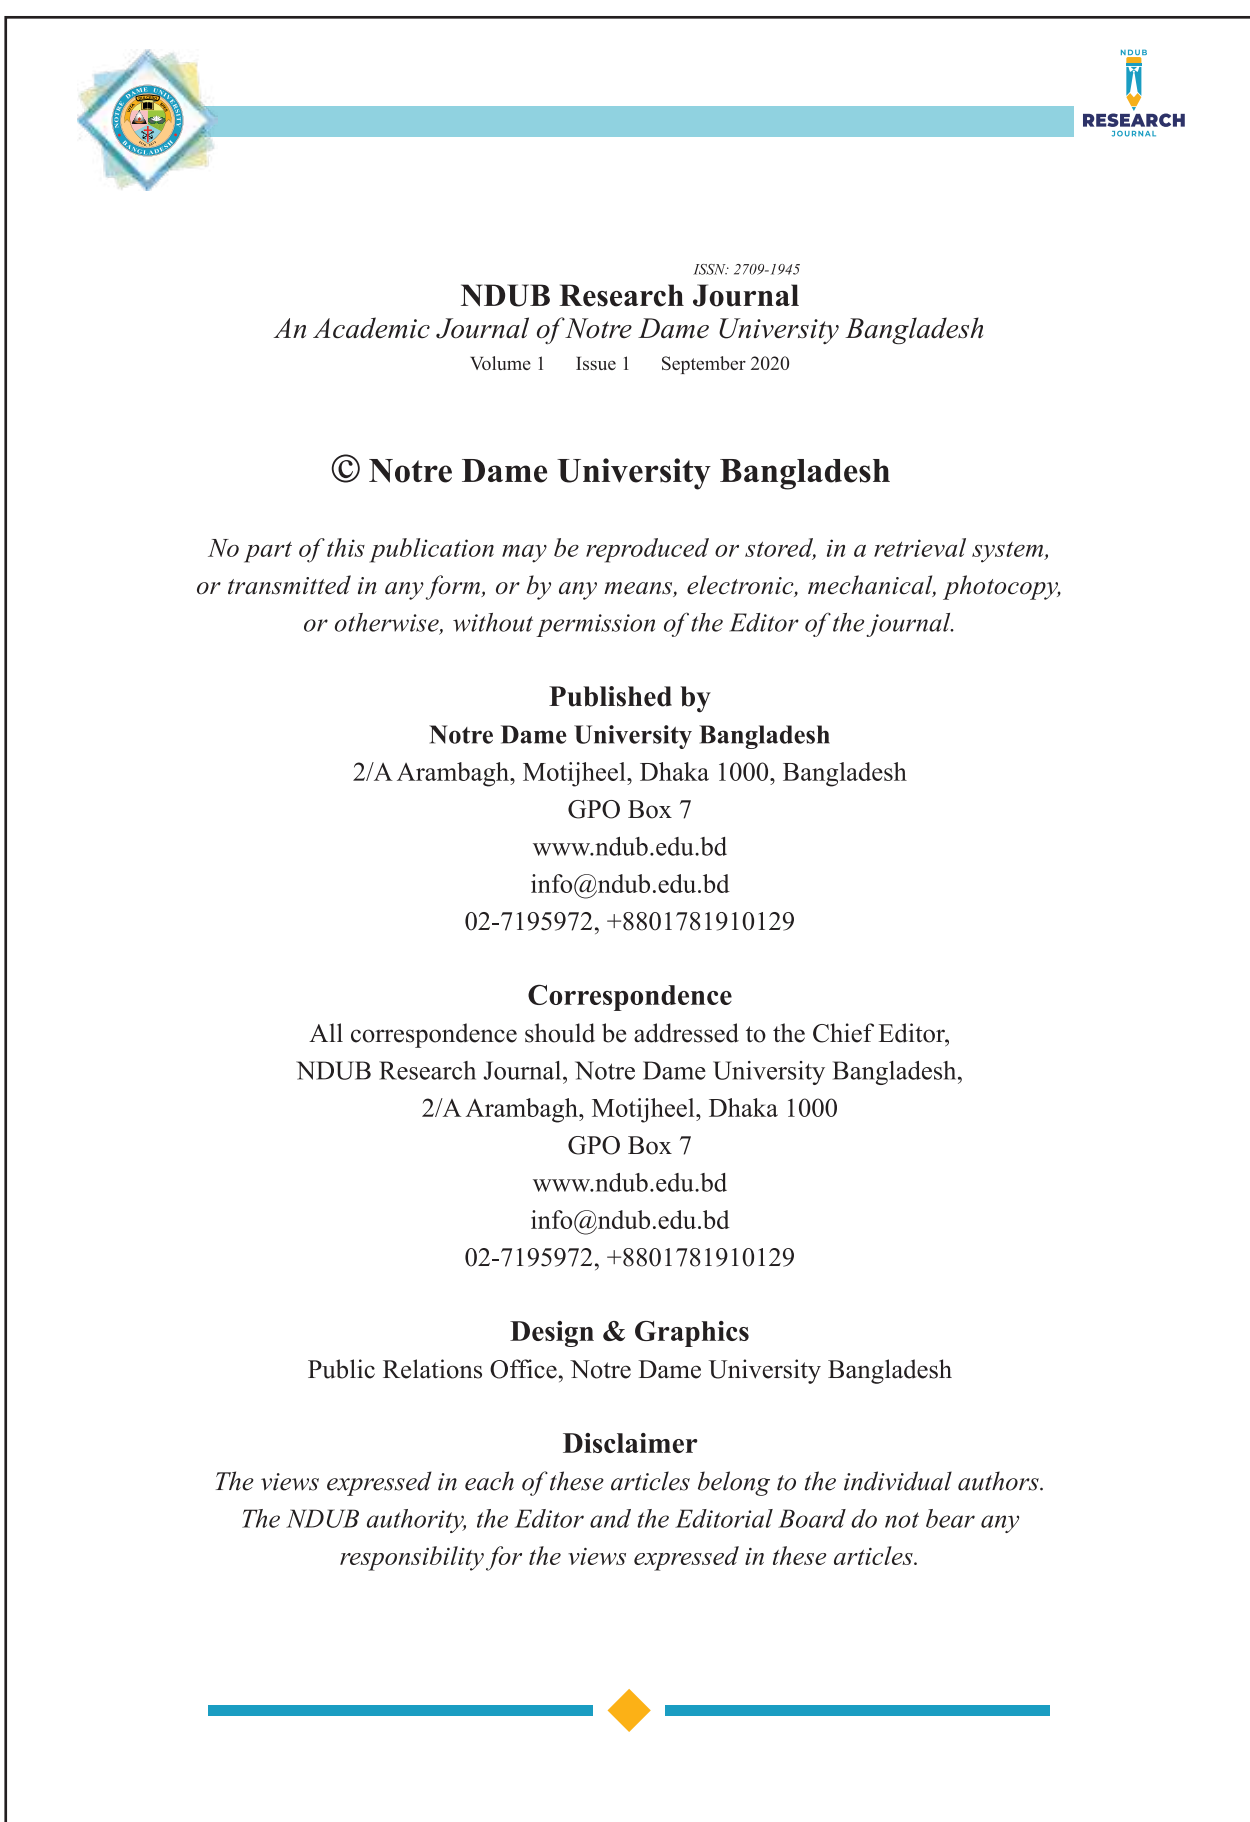 NOTRE DAME UNIVERSITY
BANGLADESH
NDUB
RESEARCH
JOURNAL
ISSN: 2709-1945
NDUB Research Journal
An Academic Journal of Notre Dame University Bangladesh
Volume 1 Issue 1 September 2020
© Notre Dame University Bangladesh
No part of this publication may be reproduced or stored, in a retrieval system,
or transmitted in any form, or by any means, electronic, mechanical, photocopy,
or otherwise, without permission of the Editor of the journal.
Published by
Notre Dame University Bangladesh
2/A Arambagh, Motijheel, Dhaka 1000, Bangladesh
GPO Box 7
www.ndub.edu.bd
info@ndub.edu.bd
02-7195972, +8801781910129
Correspondence
All correspondence should be addressed to the Chief Editor,
NDUB Research Journal, Notre Dame University Bangladesh,
2/A Arambagh, Motijheel, Dhaka 1000
GPO Box 7
www.ndub.edu.bd
info@ndub.edu.bd
02-7195972, +8801781910129
Design & Graphics
Public Relations Office, Notre Dame University Bangladesh
Disclaimer
The views expressed in each of these articles belong to the individual authors.
The NDUB authority, the Editor and the Editorial Board do not bear any
responsibility for the views expressed in these articles.